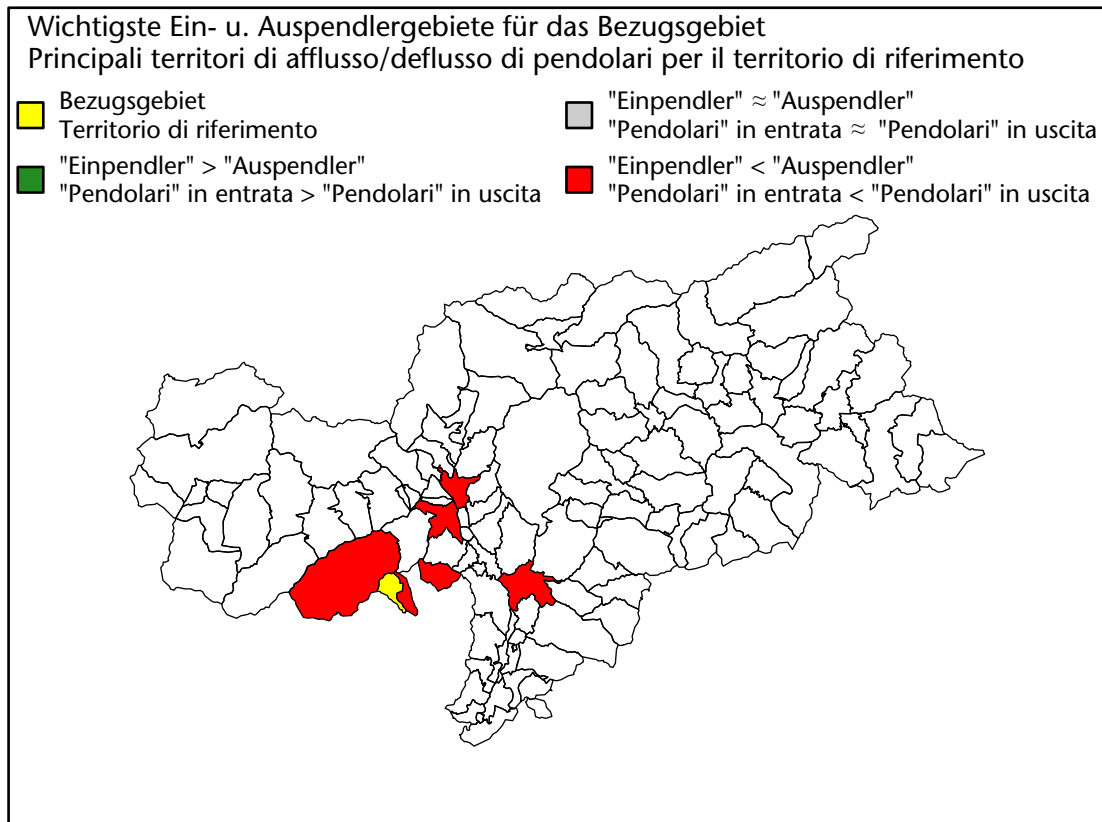 Wichtigste Ein- u. Auspendlergebiete für das Bezugsgebiet
Principali territori di afflusso/deflusso di pendolari per il territorio di riferimento
Bezugsgebiet
Territorio di riferimento
"Einpendler" > "Auspendler"
"Pendolari" in entrata > "Pendolari" in uscita
"Einpendler" ≈ "Auspendler"
"Pendolari" in entrata ≈ "Pendolari" in uscita
"Einpendler" < "Auspendler"
"Pendolari" in entrata < "Pendolari" in uscita